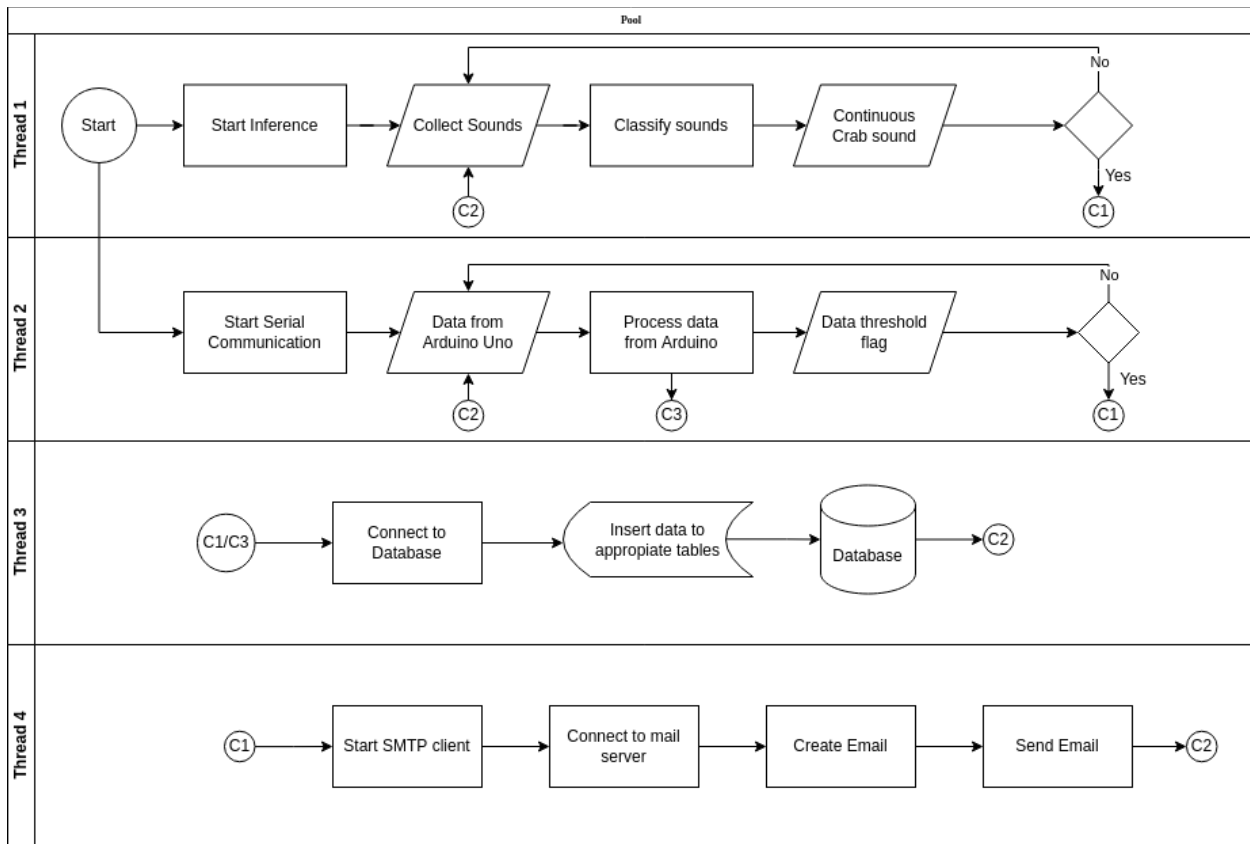 Pool
Thread 1
Start
Start Inference
Collect Sounds
Classify sounds
Continuous
Crab sound
No
Yes
C2
C1
Thread 2
Start Serial
Communication
Data from
Arduino Uno
Process data
from Arduino
Data threshold
flag
No
Yes
C2
C3
C1
Thread 3
C1/C3
Connect to
Database
Insert data to
appropiate tables
Database
C2
Thread 4
C1
Start SMTP client
Connect to mail
server
Create Email
Send Email
C2